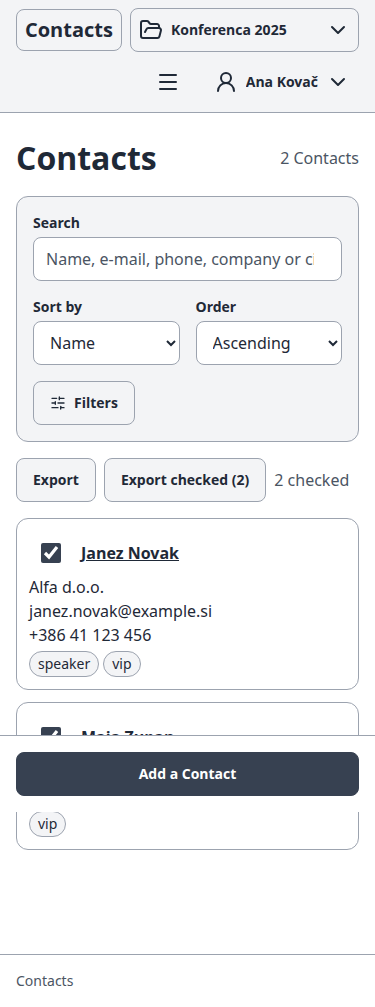 Contacts
Konferenca 2025
Ana Kovač
Contacts
2 Contacts
Search
Name, e-mail, phone, company or c
Sort by
Order
Name
Ascending
Filters
Export
Export checked (2)
2 checked
Janez Novak
Alfa d.o.o.
janez.novak@example.si
+386 41 123 456
speaker
vip
Add a Contact
vip
Contacts